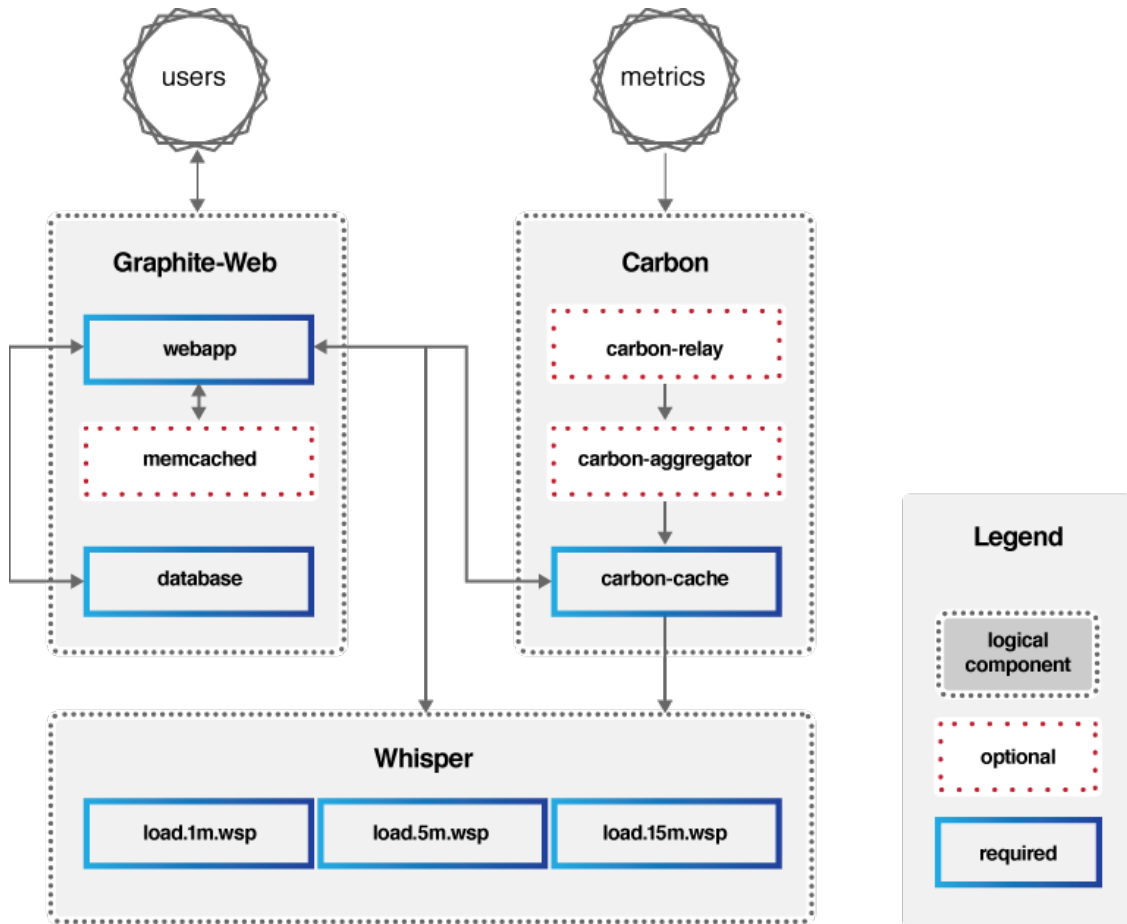 users
metrics
Graphite-Web
webapp
memcached
database
Carbon
carbon-relay
carbon-aggregator
carbon-cache
Whisper
load.1m.wsp
load.5m.wsp
load.15m.wsp
Legend
logical
component
optional
required